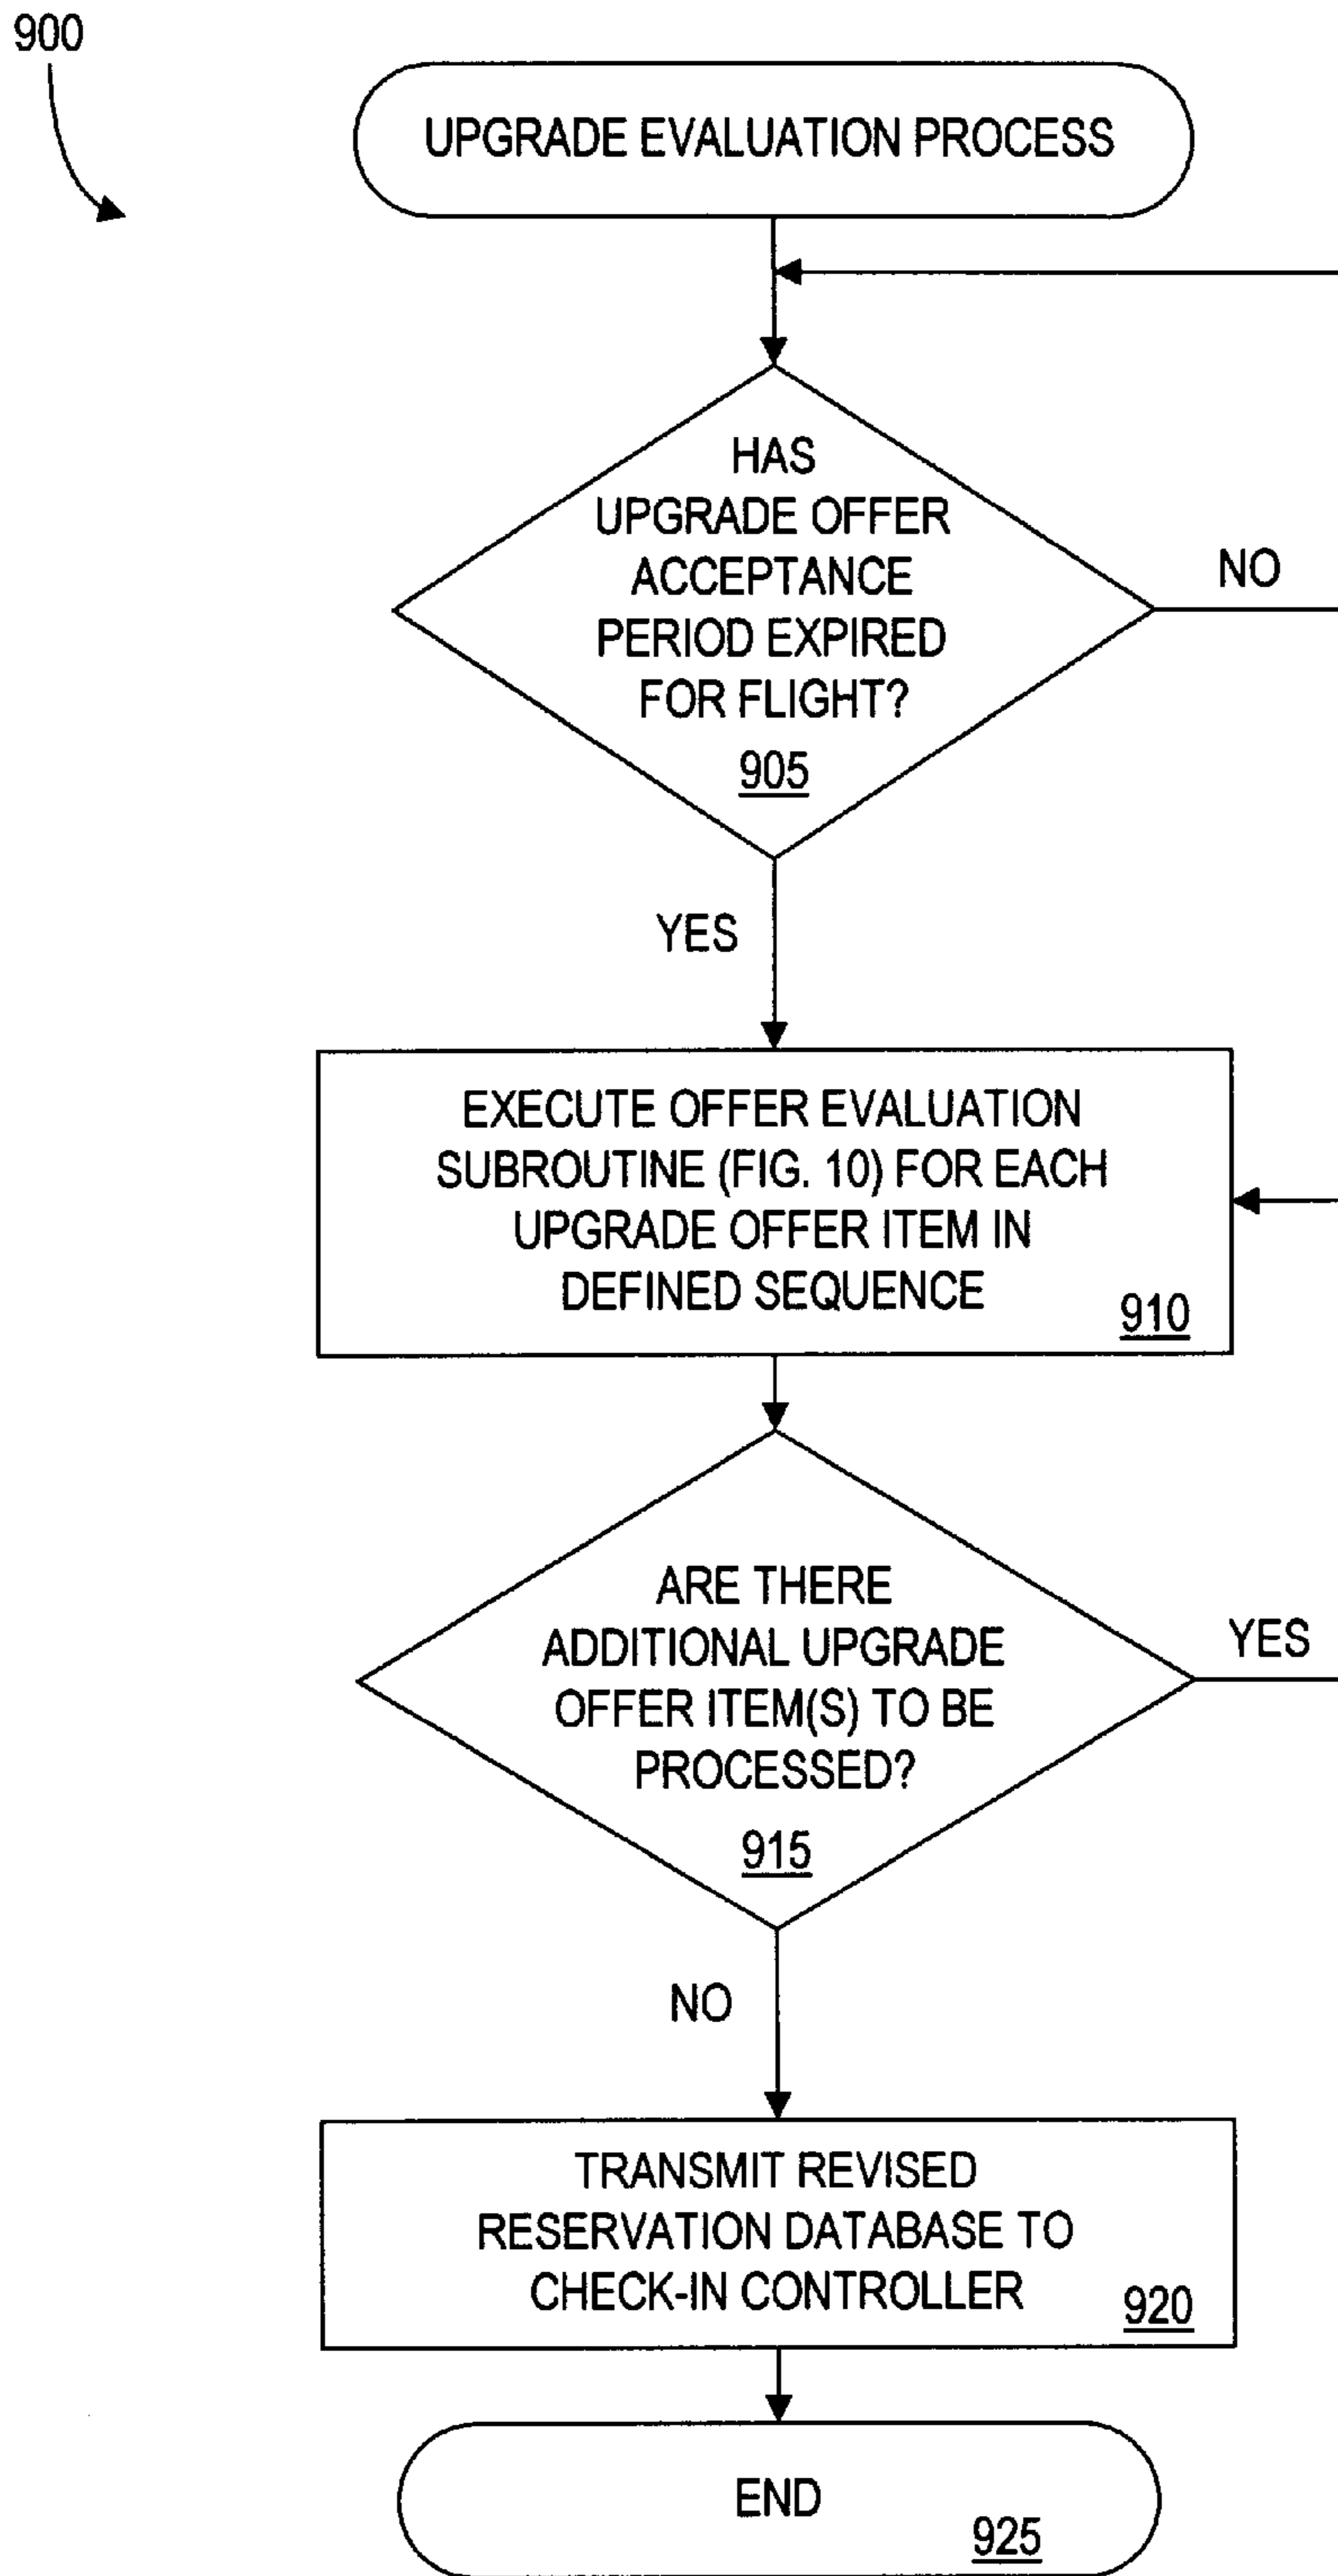 900
UPGRADE EVALUATION PROCESS
HAS
UPGRADE OFFER
ACCEPTANCE
PERIOD EXPIRED
FOR FLIGHT?
905
NO
YES
EXECUTE OFFER EVALUATION
SUBROUTINE (FIG. 10) FOR EACH
UPGRADE OFFER ITEM IN
DEFINED SEQUENCE
910
ARE THERE
ADDITIONAL UPGRADE
OFFER ITEM(S) TO BE
PROCESSED?
915
YES
NO
TRANSMIT REVISED
RESERVATION DATABASE TO
CHECK-IN CONTROLLER
920
END
925